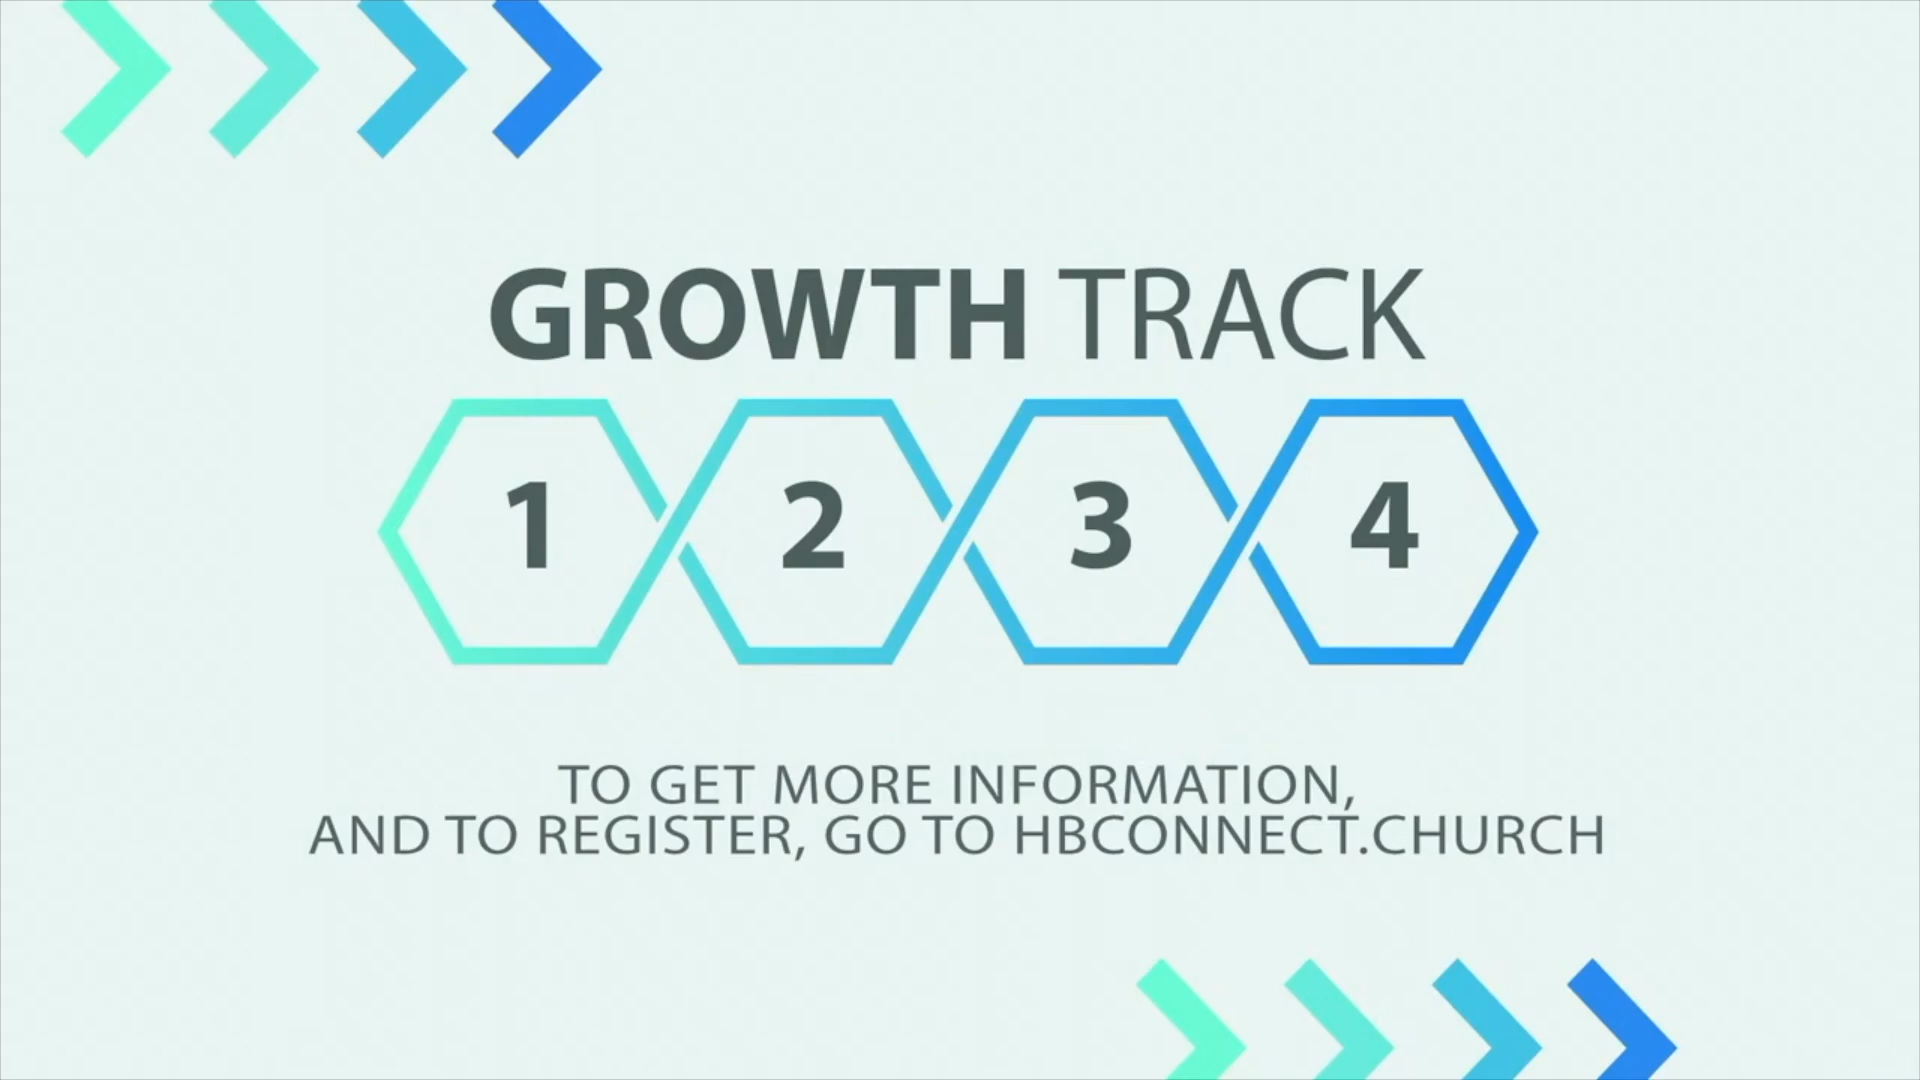 GROWTH TRACK
1 2 3 4
TO GET MORE INFORMATION,
AND TO REGISTER, GO TO HBCONNECT.CHURCH